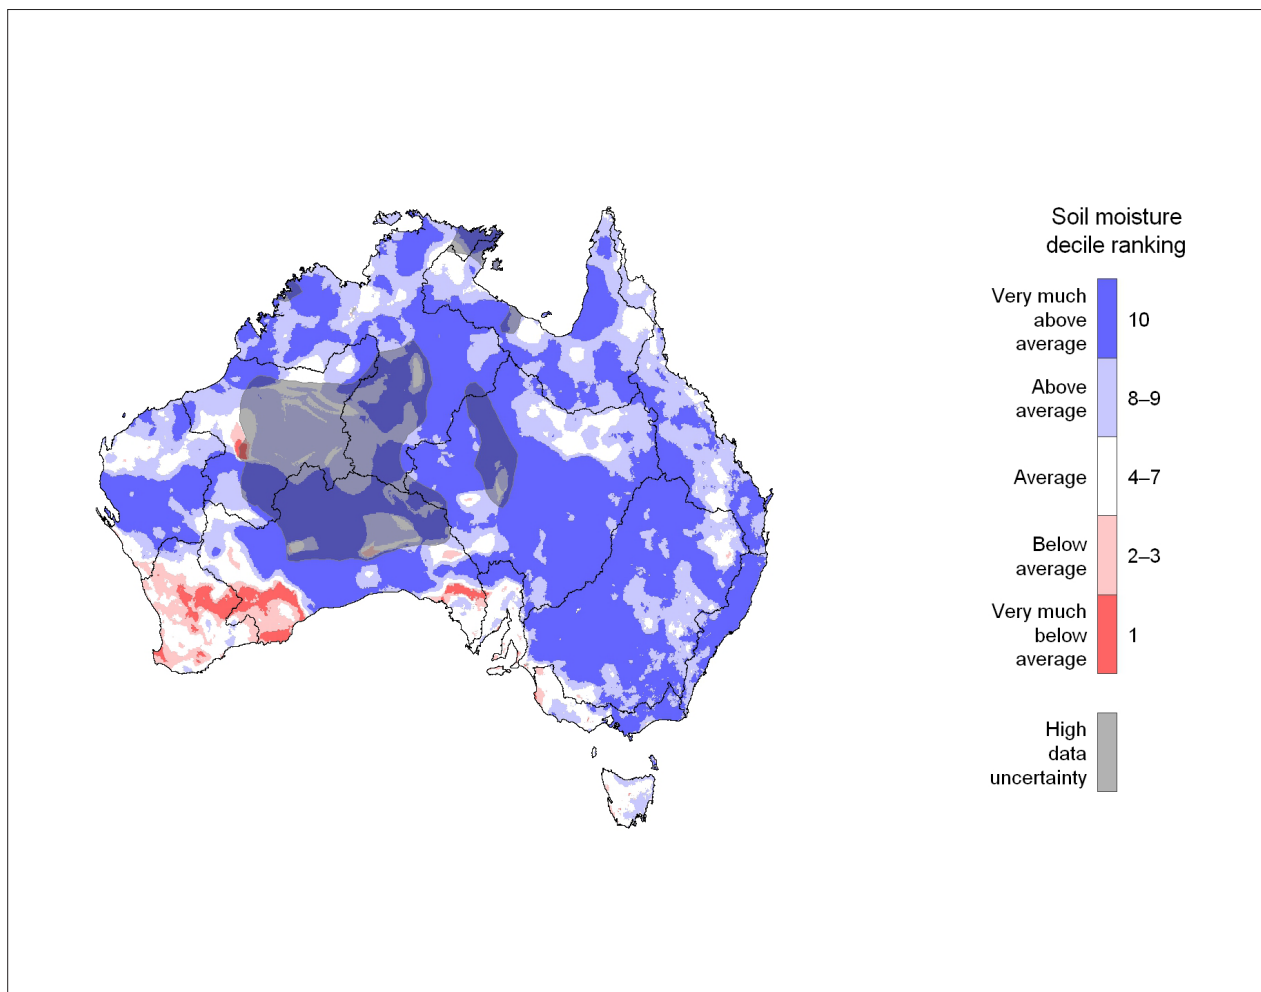 Soil moisture
decile ranking
Very much
above
average
10
Above
average
8–9
Average
4–7
Below
average
2–3
Very much
below
average
1
High
data
uncertainty